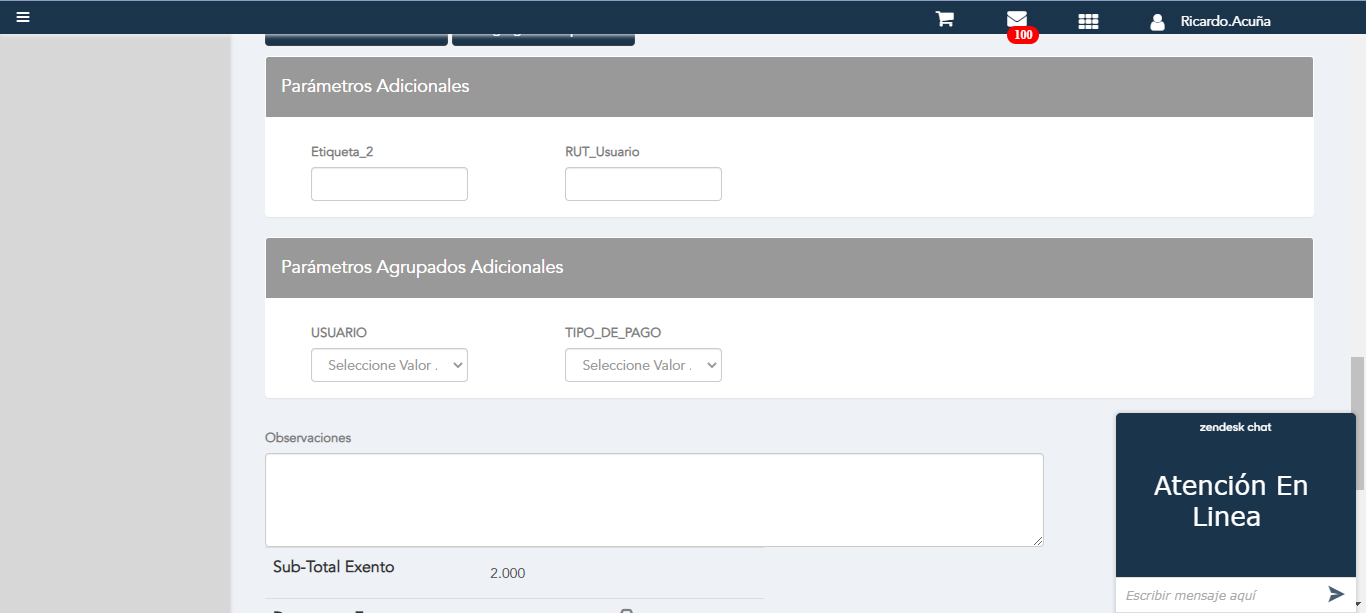 100
Ricardo.Acuña
Parámetros Adicionales
Etiqueta_2
RUT_Usuario
Parámetros Agrupados Adicionales
USUARIO
TIPO_DE_PAGO
Seleccione Valor .
Seleccione Valor .
Observaciones
zendesk chat
Atención En
Linea
Sub-Total Exento
2.000
Escribir mensaje aquí